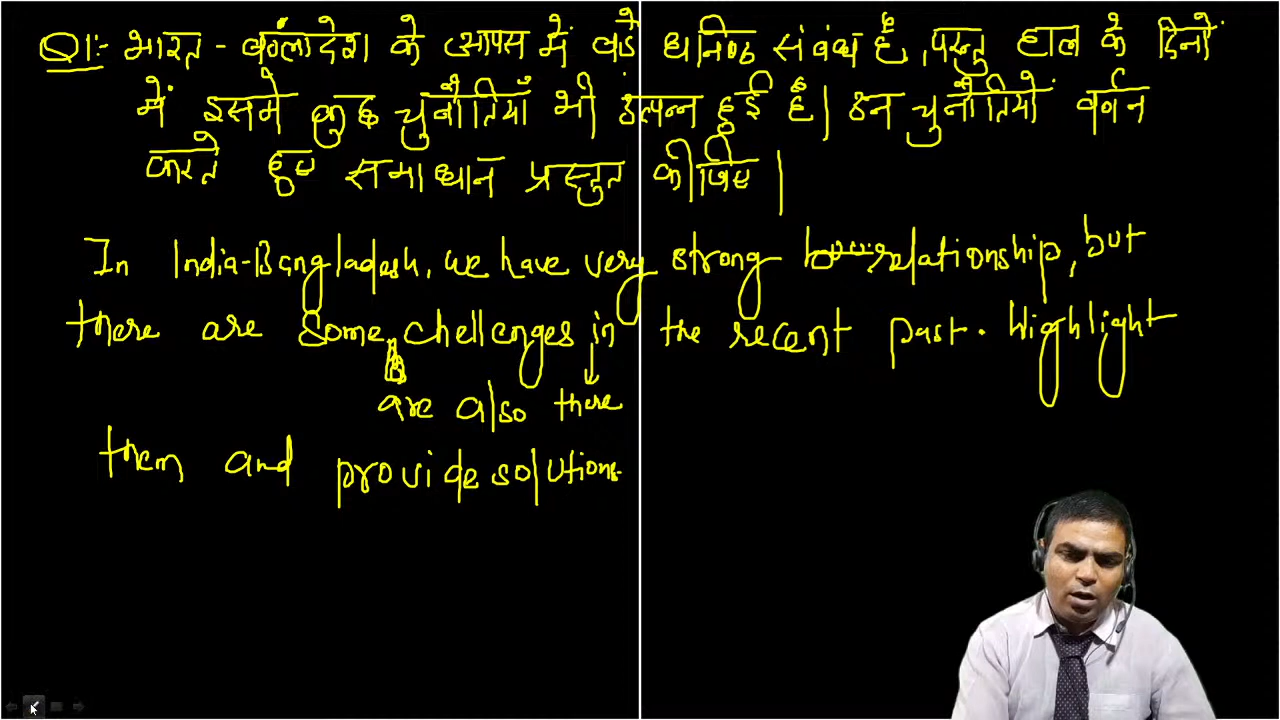 Q1:- भारत - बंग्लादेश के आपस में बडे घनिष्ठ संबंध हैं, परन्तु हाल के दिनों
में इसमे कुछ चुनौतियाँ भी उत्पन्न हुई है। उन चुनौतियों वर्णन
करते हुए समाधान प्रस्तुत कीजिए।
In India-Bangladesh, we have very strong relationship, but
there are some challenges in the recent past. Highlight
are also there
them and provide solutions.